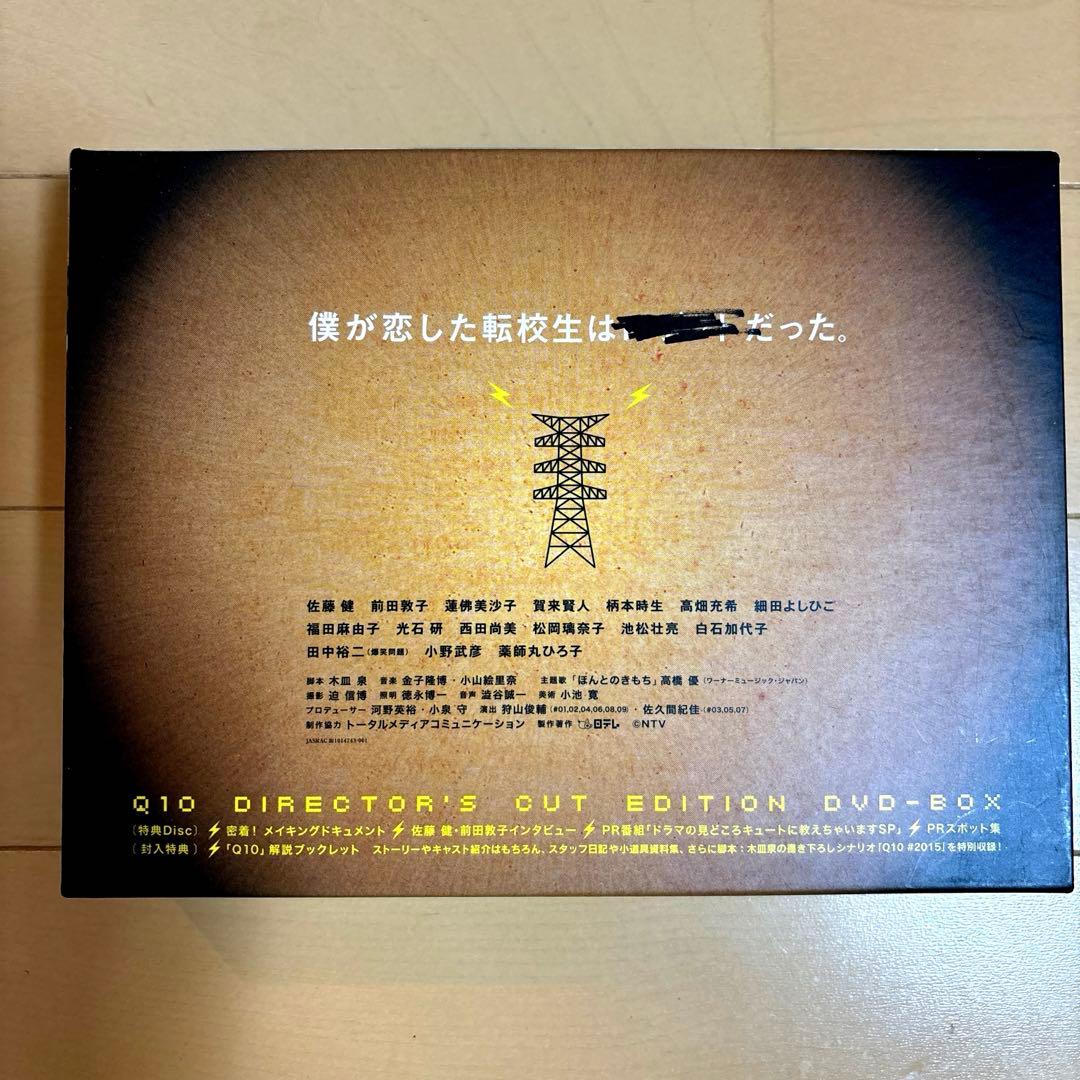 僕が恋した転校生は トだった。
佐藤 健 前田敦子 蓮佛美沙子 賀来賢人 柄本時生 高畑充希 細田よしひこ
福田麻由子 光石 研 西田尚美 松岡璃奈子 池松壮亮 白石加代子
田中裕二(爆笑問題) 小野武彦 薬師丸ひろ子
脚本 木皿 泉 音楽 金子隆博・小山絵里奈 主題歌「ほんとのきもち」高橋 優(ワーナーミュージック・ジャパン)
撮影 迫 信博 照明 徳永博一 音声 澁谷誠一 美術 小池 寛
プロデューサー 河野英裕・小泉 守 演出 狩山俊輔(#01,02,04,06,08,09)・佐久間紀佳(#03,05,07)
制作協力 トータルメディアコミュニケーション 製作著作 日テレ ©NTV
Q10 DIRECTOR'S CUT EDITION DVD-BOX
〔特典Disc〕 密着！メイキングドキュメント 佐藤 健・前田敦子インタビュー PR番組「ドラマの見どころキュートに教えちゃいますSP」 PRスポット集
〔封入特典〕「Q10」解説ブックレット ストーリーやキャスト紹介はもちろん、スタッフ日記や小道具資料集、さらに脚本：木皿泉の書き下ろしシナリオ「Q10 #2015」を特別収録！